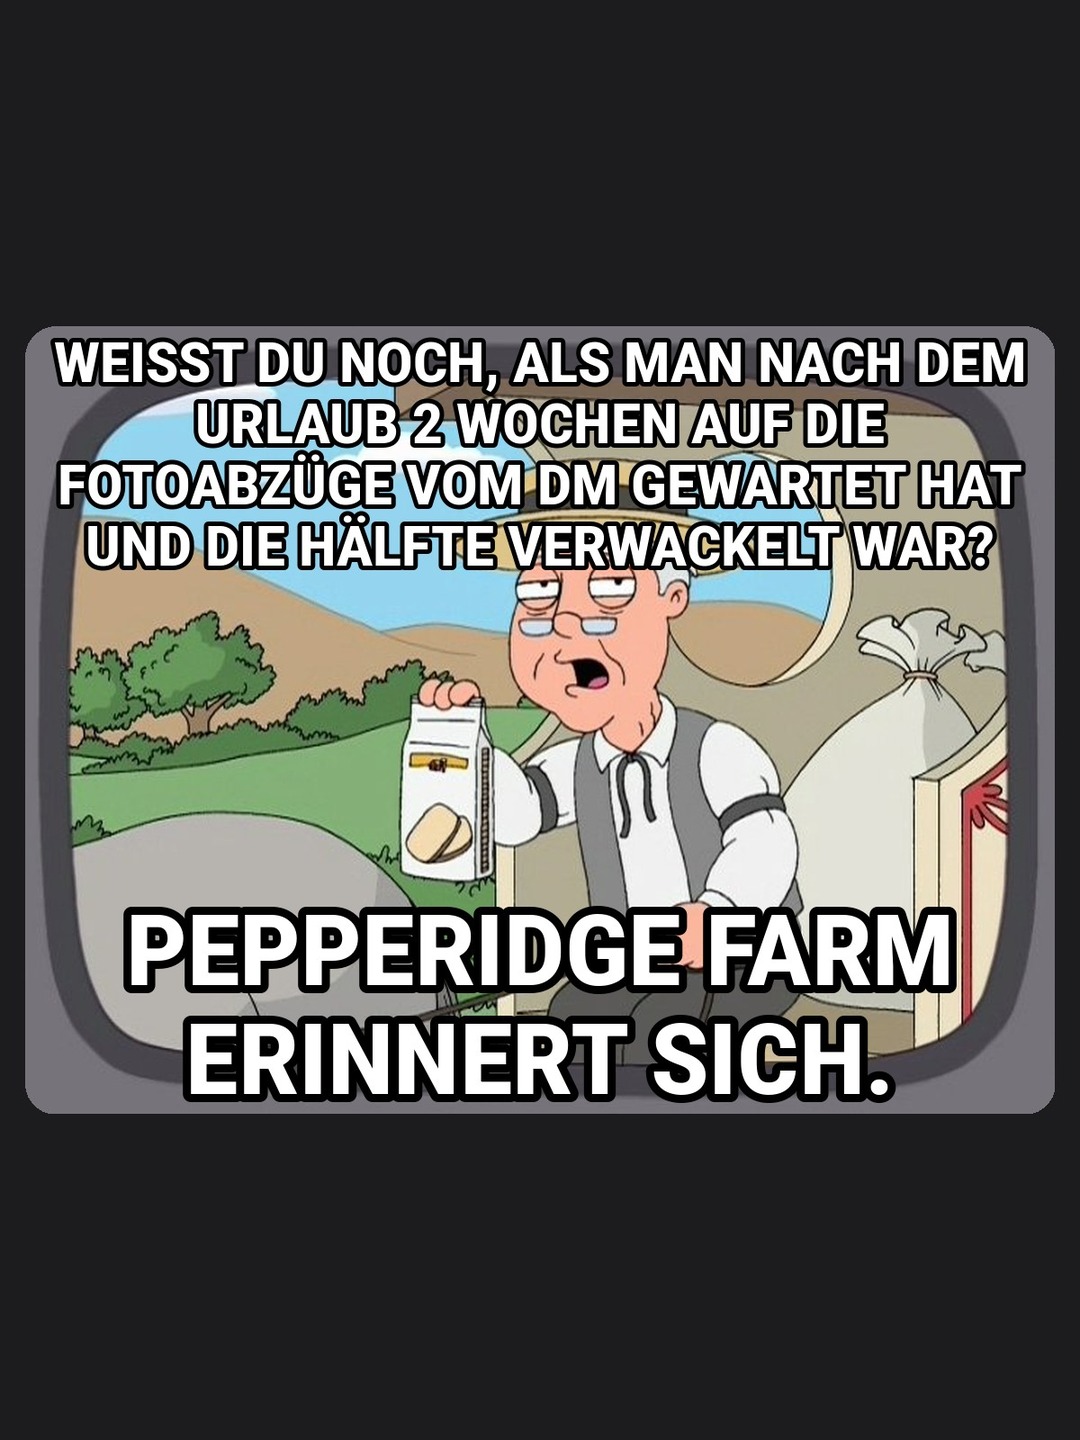 WEISST DU NOCH, ALS MAN NACH DEM
URLAUB 2 WOCHEN AUF DIE
FOTOABZÜGE VOM DM GEWARTET HAT
UND DIE HÄLFTE VERWACKELT WAR?
PEPPERIDGE FARM
ERINNERT SICH.